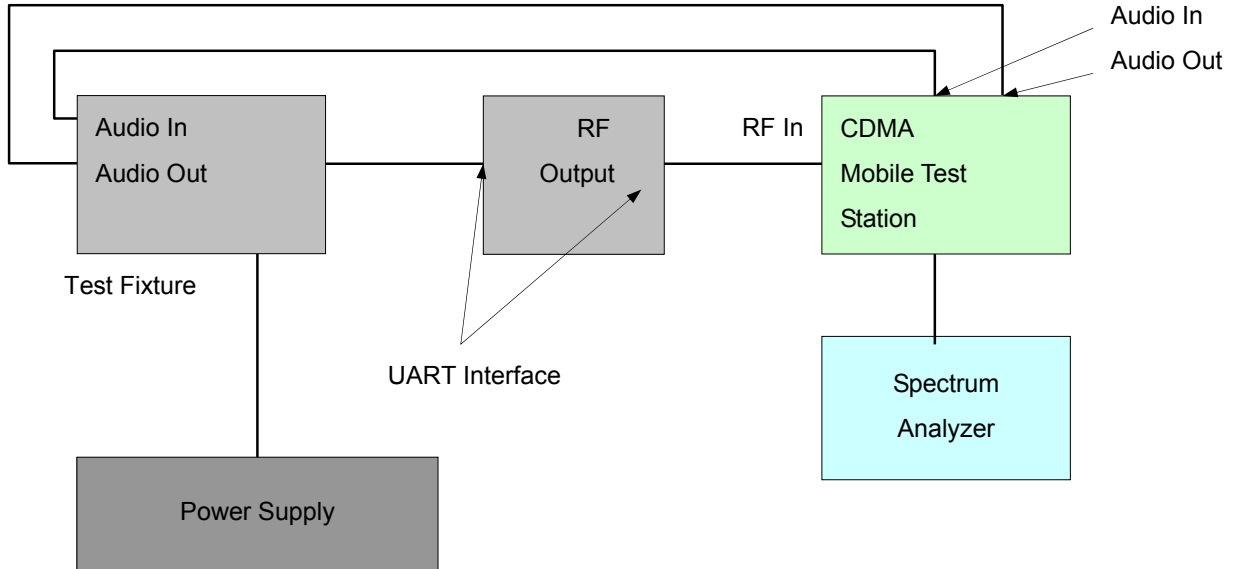 Audio In
Audio Out
Audio In
Audio Out
RF
Output
RF In
CDMA
Mobile Test
Station
Test Fixture
UART Interface
Spectrum
Analyzer
Power Supply